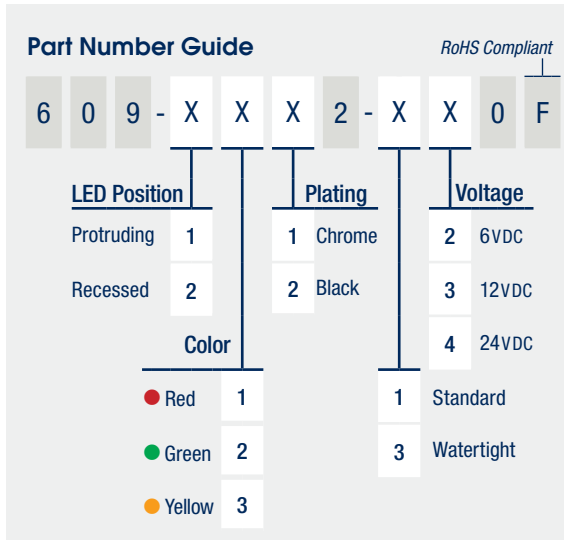 Part Number Guide
RoHS Compliant
6 0 9 - X X X 2 - X X 0 F
LED Position Plating Voltage
Protruding 1 1 Chrome 2 6VDC
Recessed 2 2 Black 3 12VDC
Color 4 24VDC
Red 1 1 Standard
Green 2 3 Watertight
Yellow 3